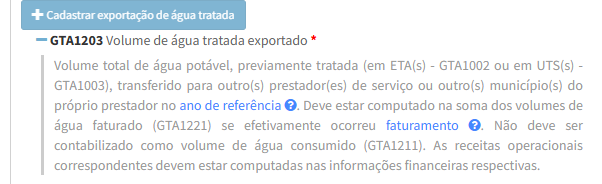 + Cadastrar exportação de água tratada
GTA1203 Volume de água tratada exportado *
Volume total de água potável, previamente tratada (em ETA(s) - GTA1002 ou em UTS(s) -
GTA1003), transferido para outro(s) prestador(es) de serviço ou outro(s) município(s) do
próprio prestador no ano de referência ?. Deve estar computado na soma dos volumes de
água faturado (GTA1221) se efetivamente ocorreu faturamento ?. Não deve ser
contabilizado como volume de água consumido (GTA1211). As receitas operacionais
correspondentes devem estar computadas nas informações financeiras respectivas.